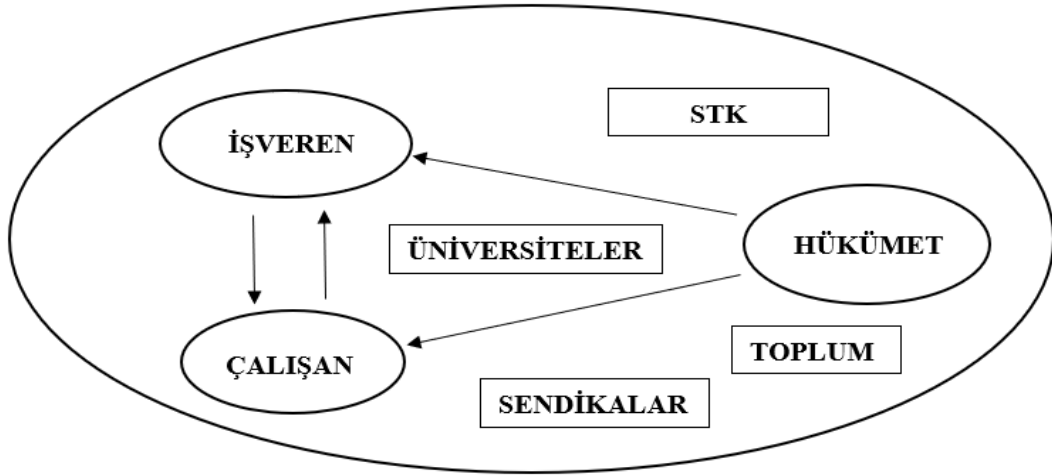 STK
İŞVEREN
ÜNİVERSİTELER
HÜKÜMET
TOPLUM
ÇALIŞAN
SENDİKALAR